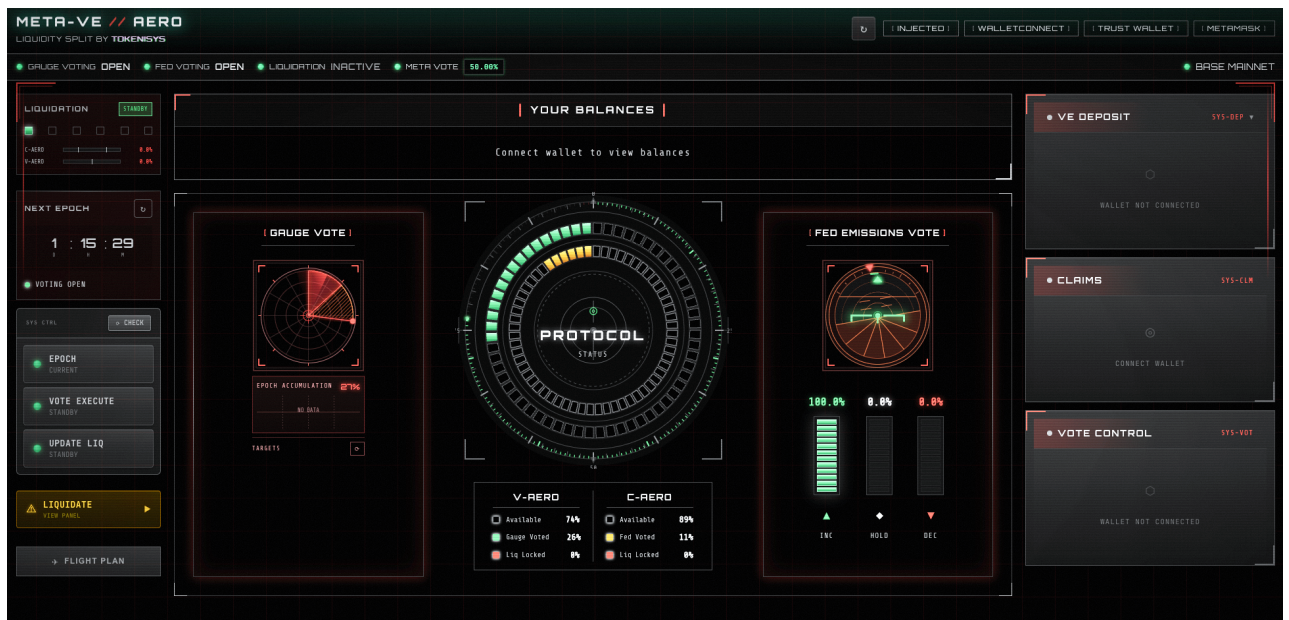 META-VE // AERO
LIQUIDITY SPLIT BY TOKENISYS
[ INJECTED ] [ WALLETCONNECT ] [ TRUST WALLET ] [ METAMASK ]
GAUGE VOTING OPEN FED VOTING OPEN LIQUIDATION INACTIVE META VOTE 50.00% BASE MAINNET
LIQUIDATION STANDBY
C-AERO 0.0%
V-AERO 0.0%
NEXT EPOCH
1 : 15 : 29
VOTING OPEN
SYS CTRL CHECK
EPOCH
CURRENT
VOTE EXECUTE
STANDBY
UPDATE LIQ
STANDBY
LIQUIDATE
VIEW PANEL
FLIGHT PLAN
YOUR BALANCES
Connect wallet to view balances
[ GAUGE VOTE ]
EPOCH ACCUMULATION 27%
NO DATA
TARGETS
PROTOCOL
STATUS
V-AERO
Available 74%
Gauge Voted 26%
Liq Locked 0%
C-AERO
Available 89%
Fed Voted 11%
Liq Locked 0%
[ FED EMISSIONS VOTE ]
100.0% 0.0% 0.0%
INC HOLD DEC
VE DEPOSIT SYS-DEP
WALLET NOT CONNECTED
CLAIMS SYS-CLM
CONNECT WALLET
VOTE CONTROL SYS-VOT
WALLET NOT CONNECTED